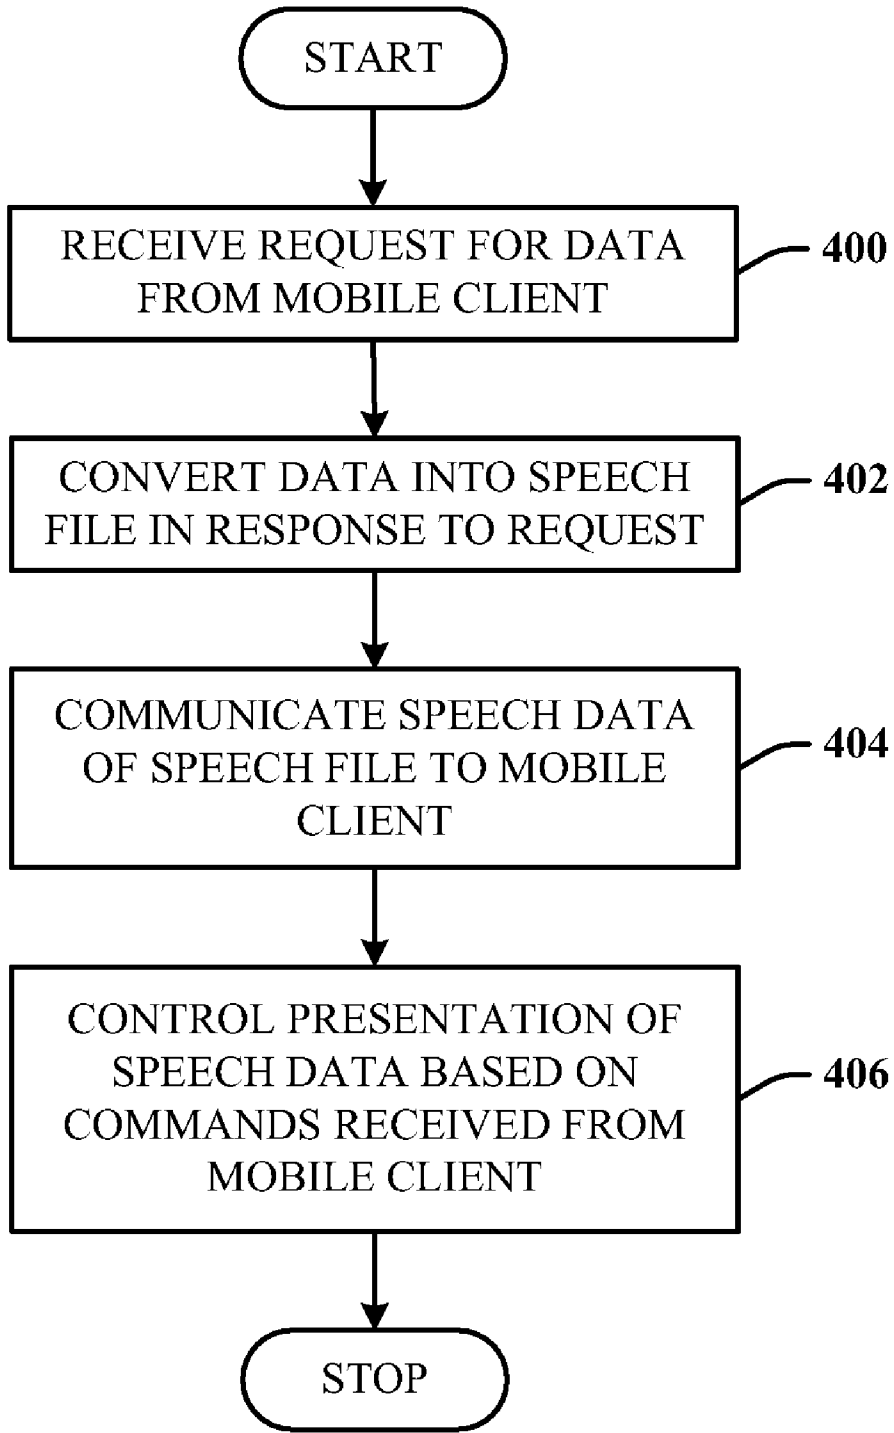 START
RECEIVE REQUEST FOR DATA
FROM MOBILE CLIENT
400
CONVERT DATA INTO SPEECH
FILE IN RESPONSE TO REQUEST
402
COMMUNICATE SPEECH DATA
OF SPEECH FILE TO MOBILE
CLIENT
404
CONTROL PRESENTATION OF
SPEECH DATA BASED ON
COMMANDS RECEIVED FROM
MOBILE CLIENT
406
STOP